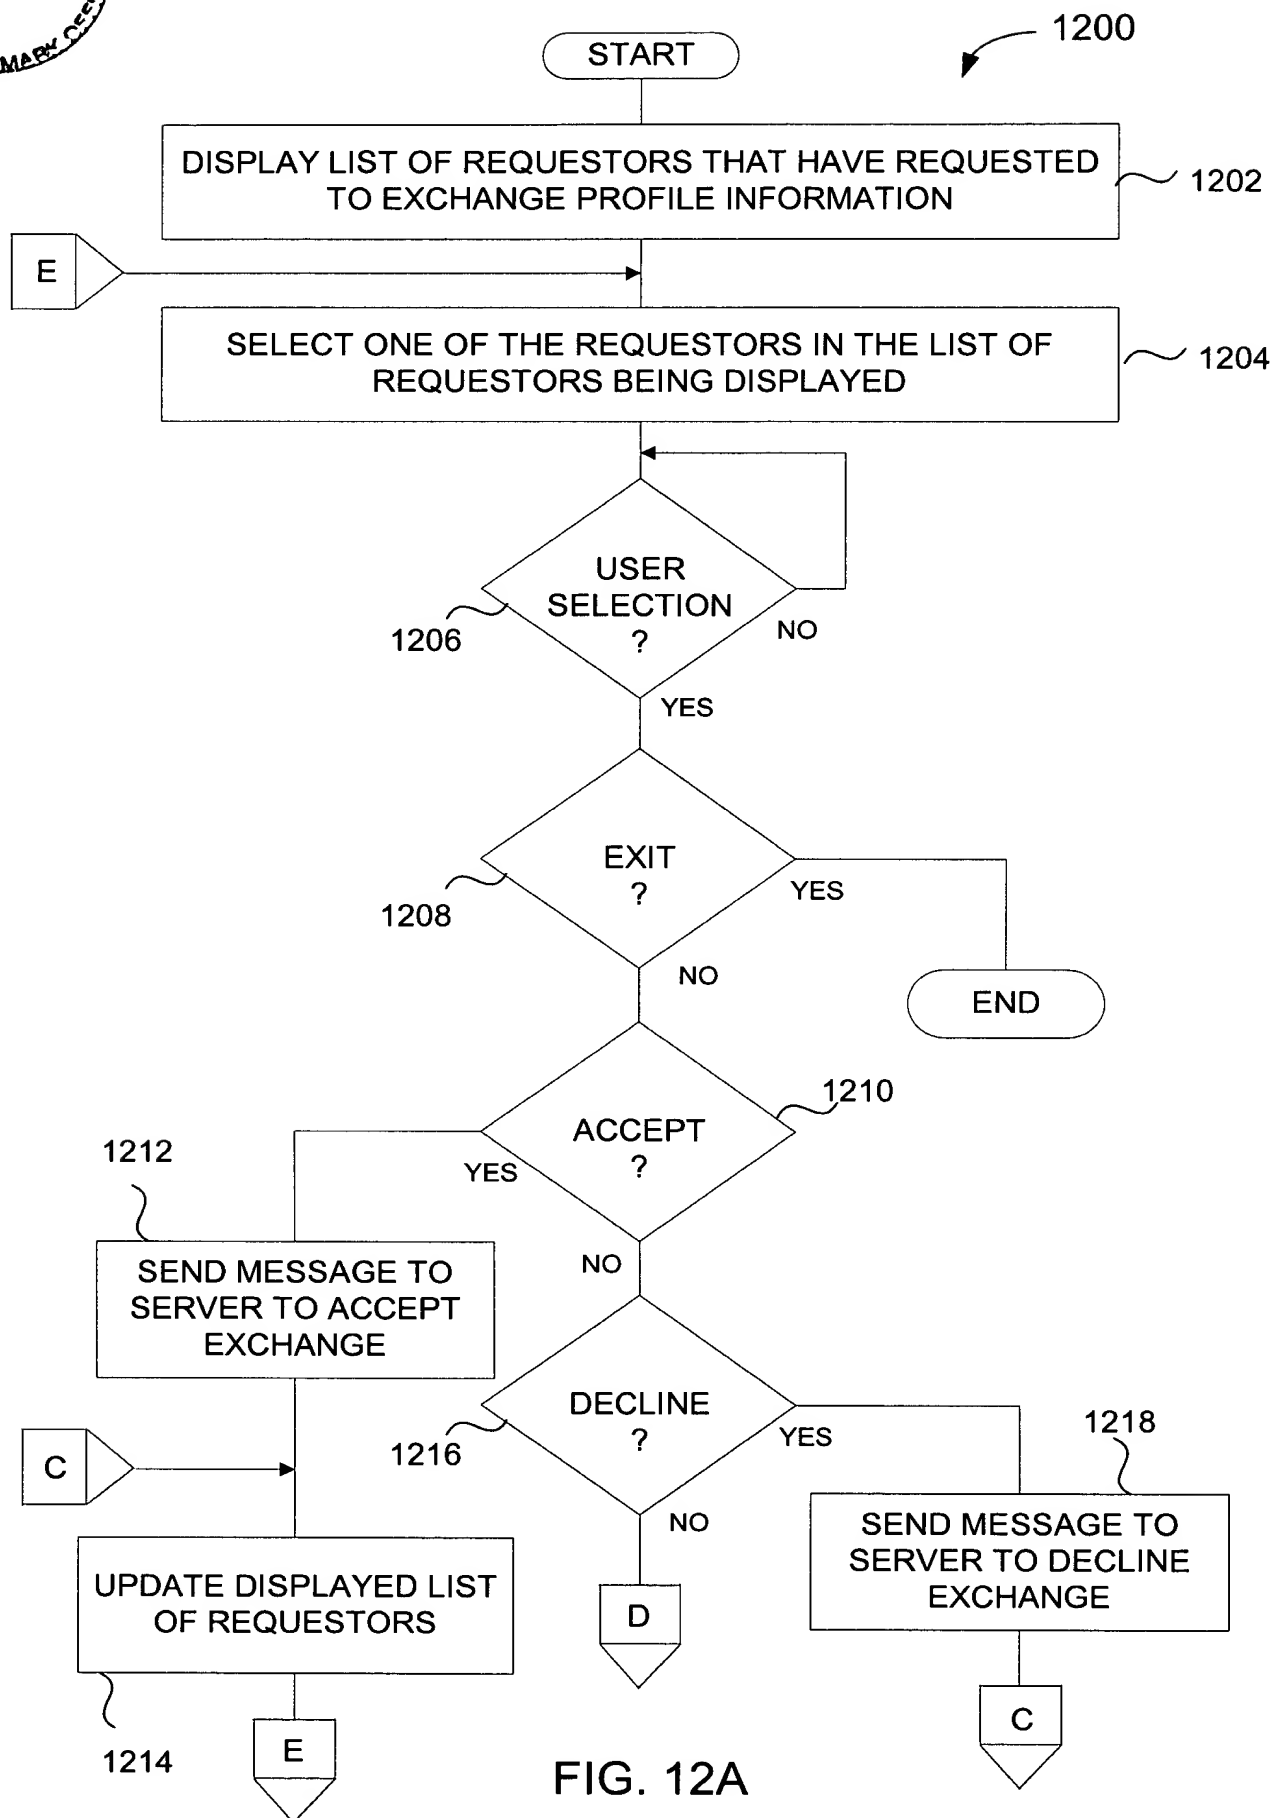 MARK OFF
1200
START
DISPLAY LIST OF REQUESTORS THAT HAVE REQUESTED
TO EXCHANGE PROFILE INFORMATION
1202
E
SELECT ONE OF THE REQUESTORS IN THE LIST OF
REQUESTORS BEING DISPLAYED
1204
USER
SELECTION
?
1206
NO
YES
EXIT
?
1208
YES
NO
END
ACCEPT
?
1210
YES
NO
1212
SEND MESSAGE TO
SERVER TO ACCEPT
EXCHANGE
DECLINE
?
1216
YES
NO
1218
SEND MESSAGE TO
SERVER TO DECLINE
EXCHANGE
C
UPDATE DISPLAYED LIST
OF REQUESTORS
1214
D
E
C
FIG. 12A